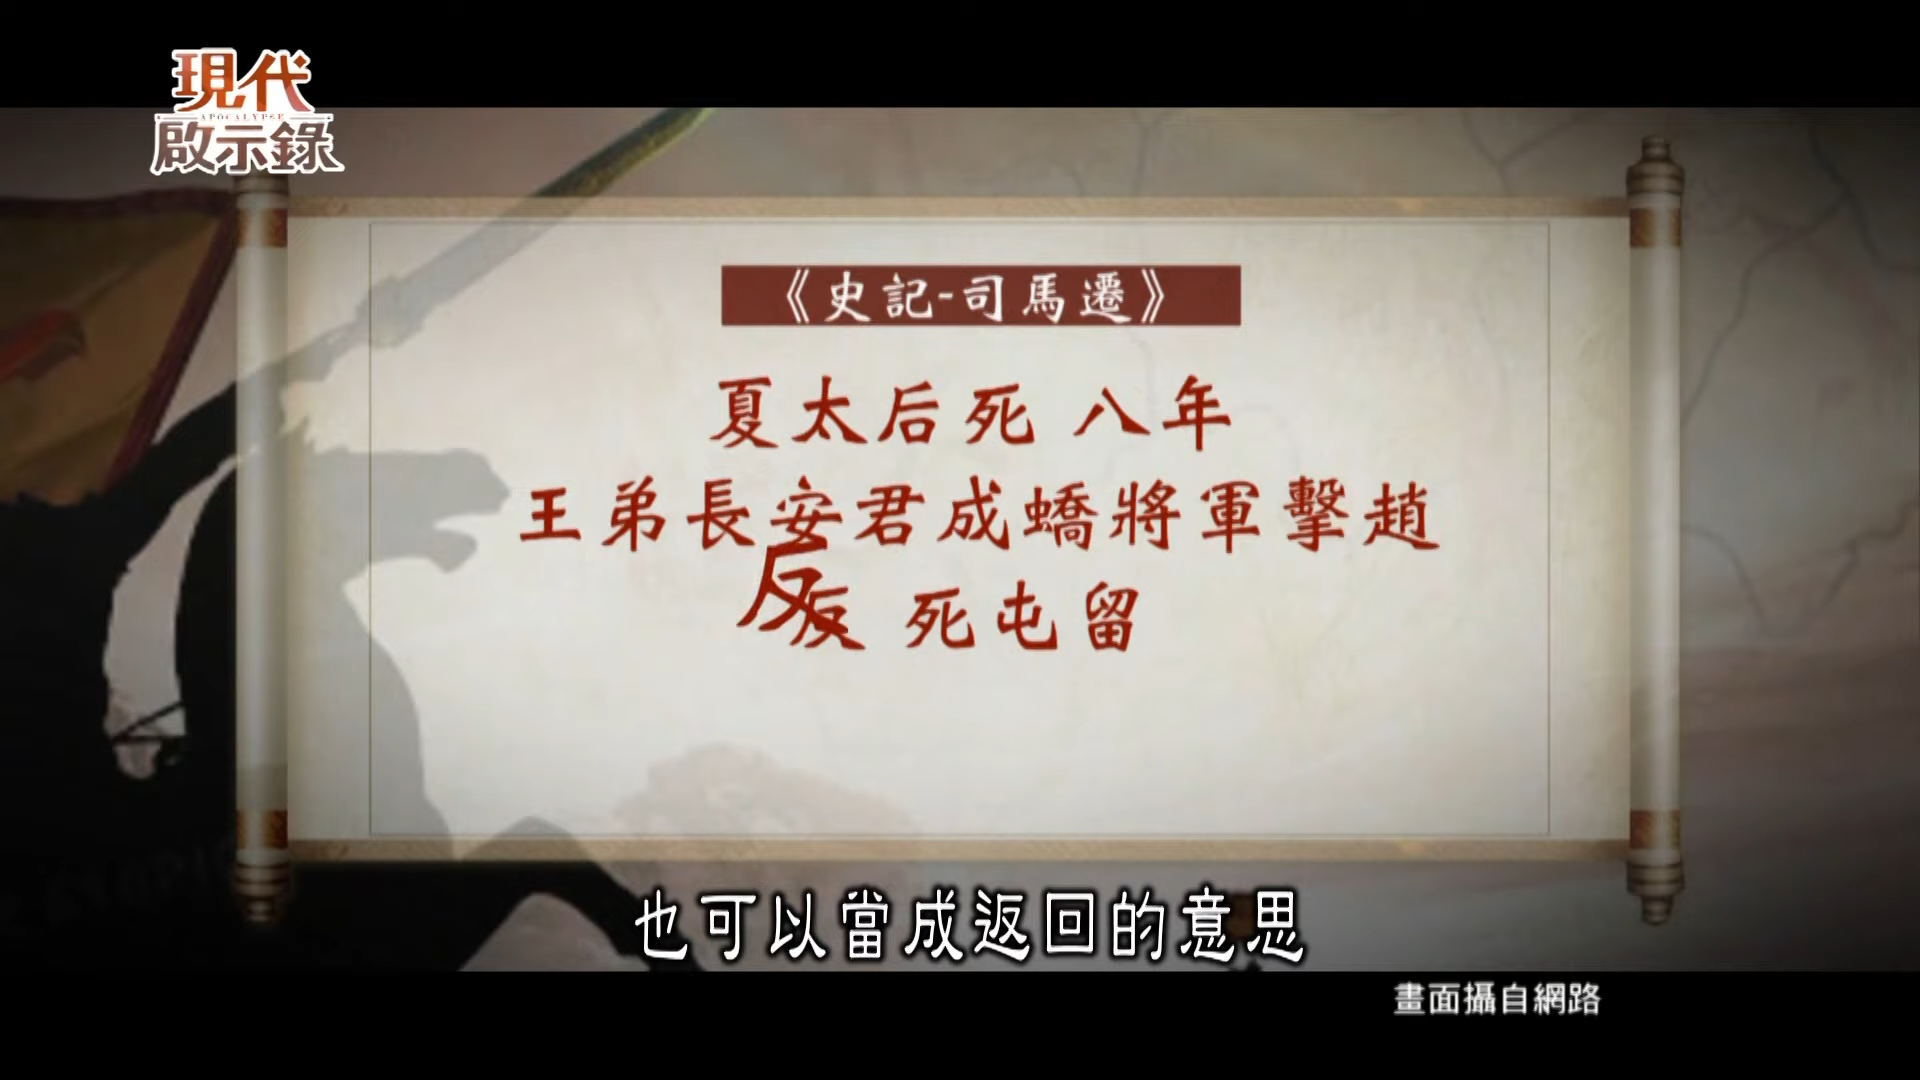 現代
APOCALYPSE
啟示錄
《史記-司馬遷》
夏太后死 八年
王弟長安君成蟜將軍擊趙
反
反 死屯留
也可以當成返回的意思
畫面攝自網路